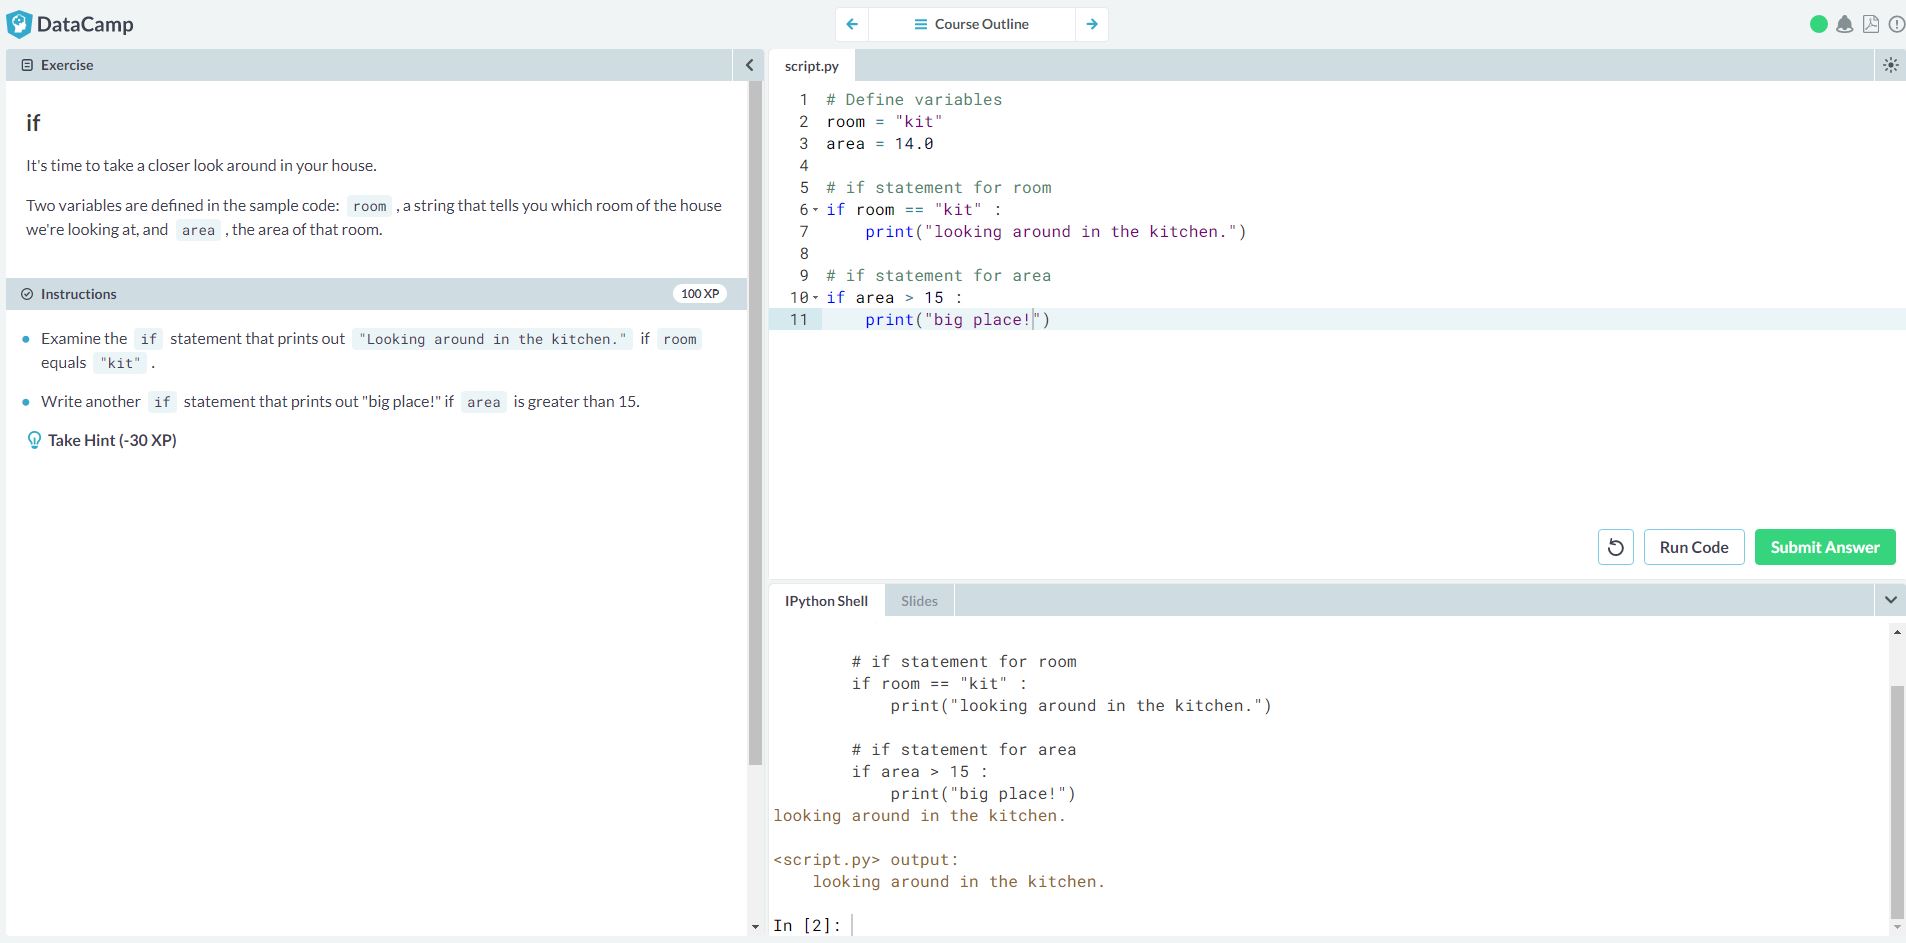 DataCamp
Course Outline
Exercise
if
It's time to take a closer look around in your house.
Two variables are defined in the sample code: room , a string that tells you which room of the house
we're looking at, and area , the area of that room.
Instructions
100 XP
Examine the if statement that prints out "Looking around in the kitchen." if room
equals "kit" .
Write another if statement that prints out "big place!" if area is greater than 15.
Take Hint (-30 XP)
script.py
1 # Define variables
2 room = "kit"
3 area = 14.0
4
5 # if statement for room
6 if room == "kit" :
7     print("looking around in the kitchen.")
8
9 # if statement for area
10 if area > 15 :
11     print("big place!")
Run Code
Submit Answer
IPython Shell
Slides
# if statement for room
if room == "kit" :
    print("looking around in the kitchen.")
# if statement for area
if area > 15 :
    print("big place!")
looking around in the kitchen.
<script.py> output:
    looking around in the kitchen.
In [2]: